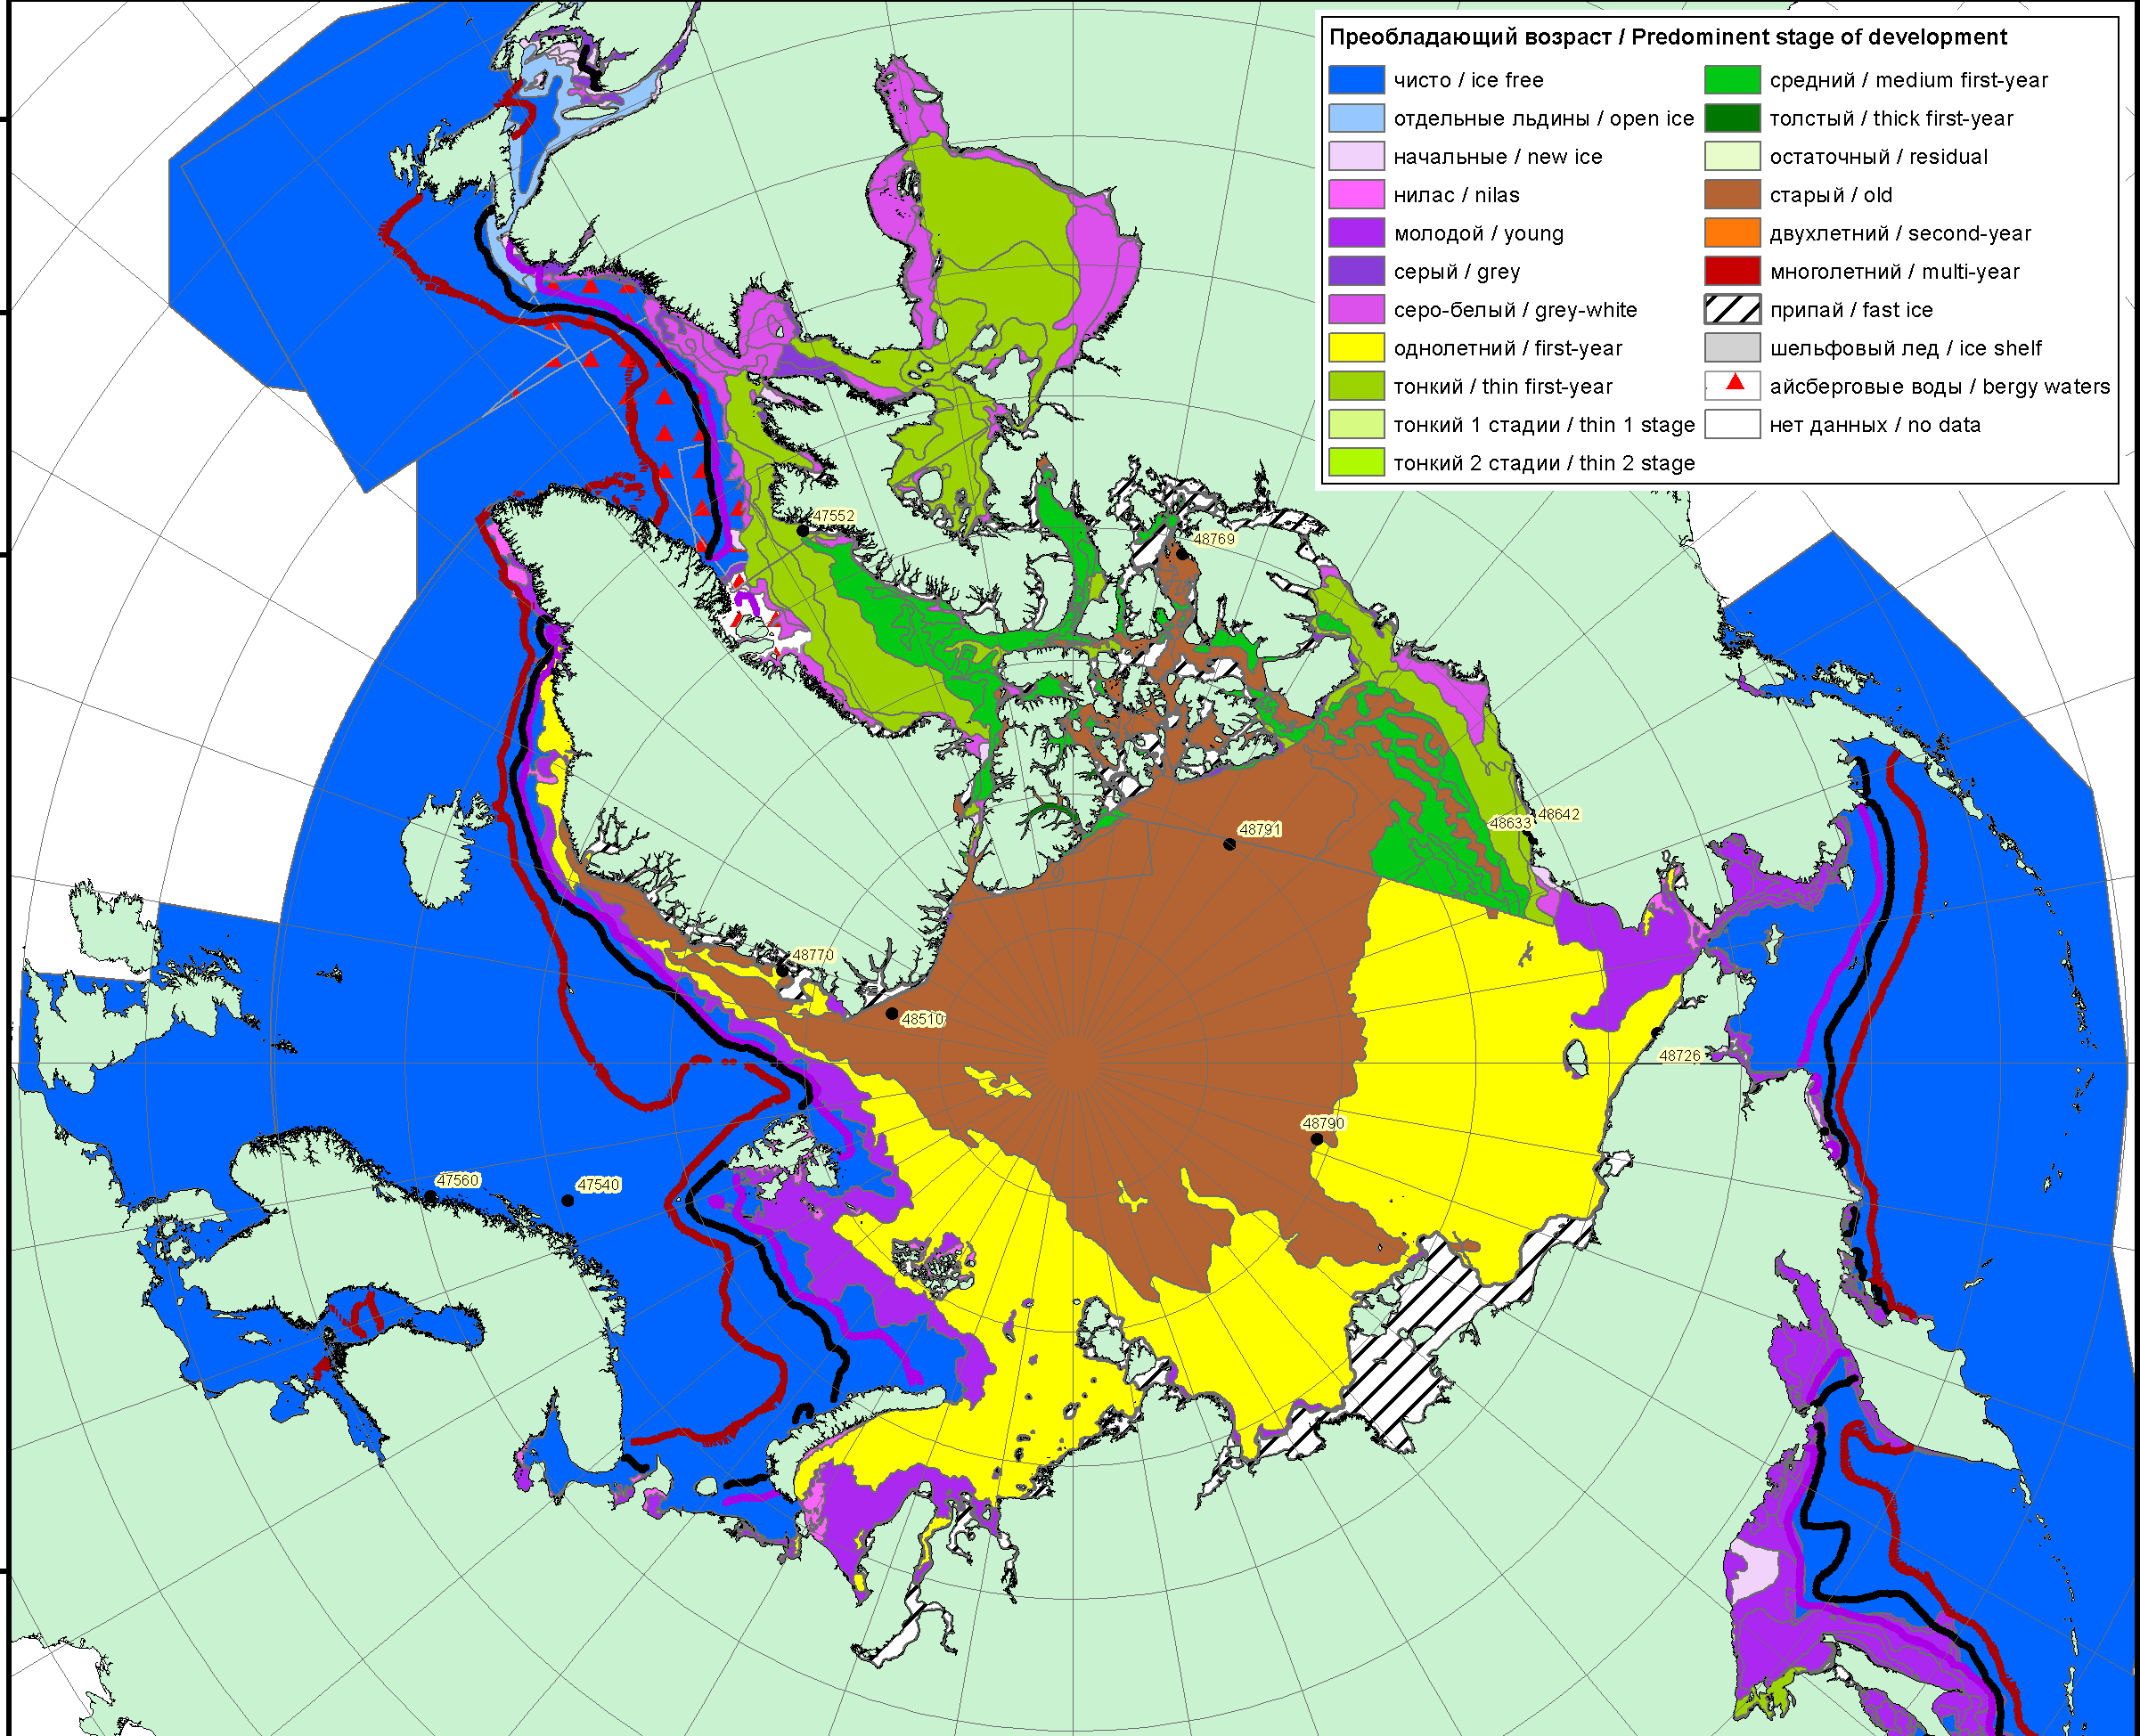 Преобладающий возраст / Predominent stage of development
чисто / ice free
отдельные льдины / open ice
начальные / new ice
нилас / nilas
молодой / young
серый / grey
серо-белый / grey-white
однолетний / first-year
тонкий / thin first-year
тонкий 1 стадии / thin 1 stage
тонкий 2 стадии / thin 2 stage
средний / medium first-year
толстый / thick first-year
остаточный / residual
старый / old
двухлетний / second-year
многолетний / multi-year
припай / fast ice
шельфовый лед / ice shelf
айсберговые воды / bergy waters
нет данных / no data
47552
48769
48633
48642
48791
48770
48510
48726
48790
47560
47540